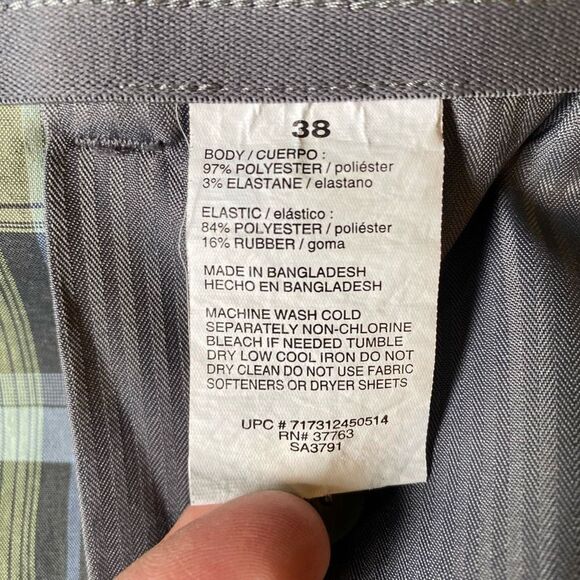 38
BODY / CUERPO :
97% POLYESTER / poliéster
3% ELASTANE / elastano
ELASTIC / elástico :
84% POLYESTER / poliéster
16% RUBBER / goma
MADE IN BANGLADESH
HECHO EN BANGLADESH
MACHINE WASH COLD
SEPARATELY NON-CHLORINE
BLEACH IF NEEDED TUMBLE
DRY LOW COOL IRON DO NOT
DRY CLEAN DO NOT USE FABRIC
SOFTENERS OR DRYER SHEETS
UPC # 717312450514
RN# 37763
SA3791